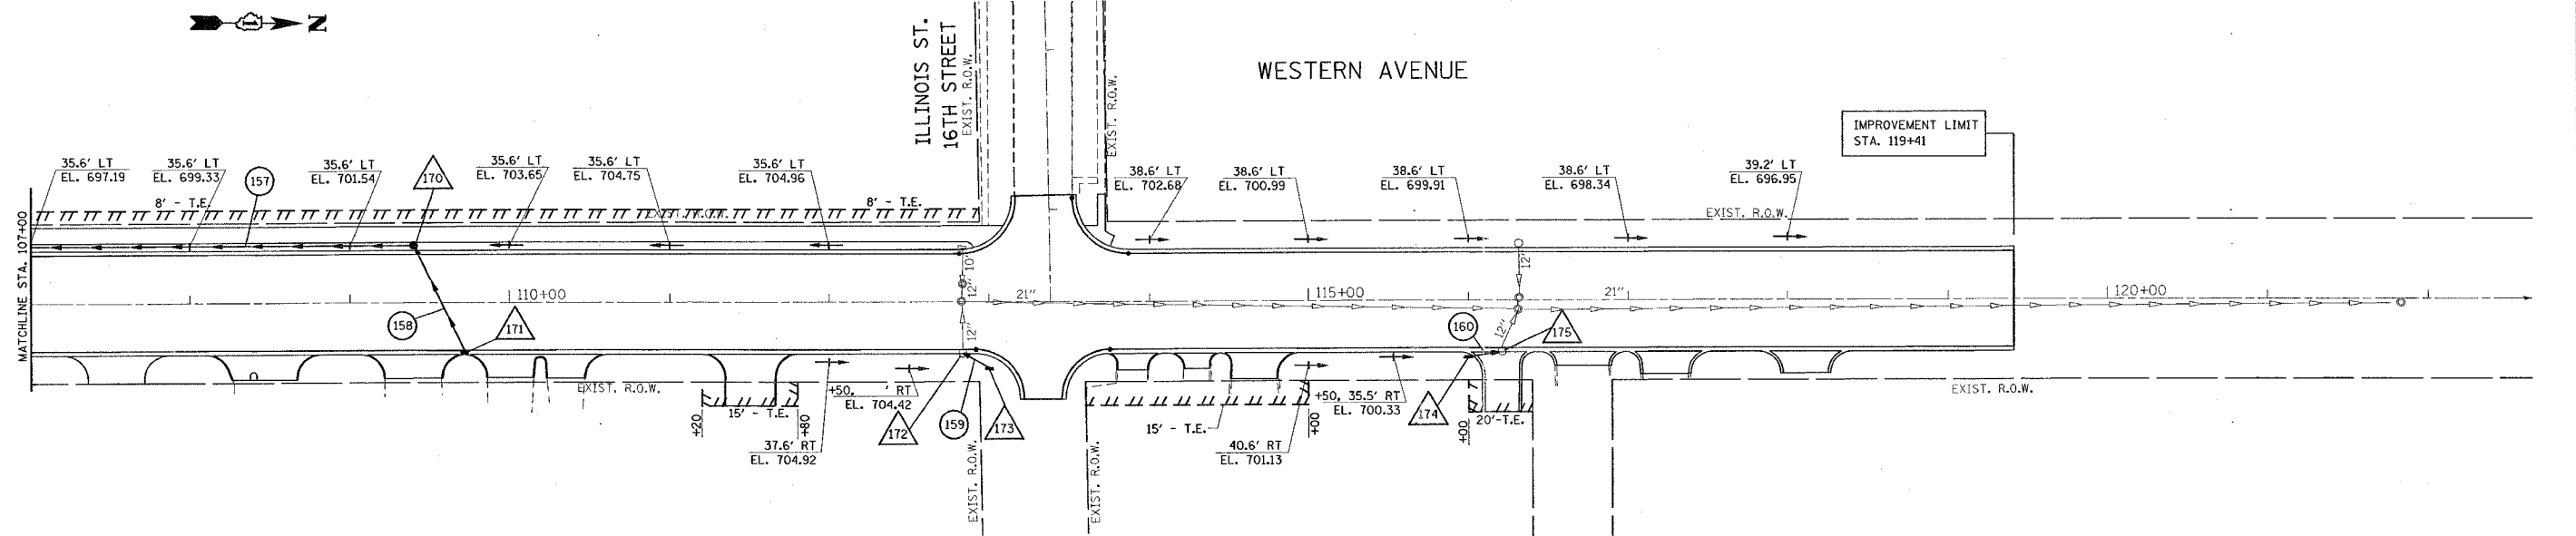 N
ILLINOIS ST.
16TH STREET
EXIST. R.O.W.
EXIST. R.O.W.
WESTERN AVENUE
IMPROVEMENT LIMIT
STA. 119+41
35.6' LT
EL. 697.19
35.6' LT
EL. 699.33
157
35.6' LT
EL. 701.54
170
35.6' LT
EL. 703.65
35.6' LT
EL. 704.75
35.6' LT
EL. 704.96
38.6' LT
EL. 702.68
38.6' LT
EL. 700.99
38.6' LT
EL. 699.91
38.6' LT
EL. 698.34
39.2' LT
EL. 696.95
8' - T.E.
EXIST. R.O.W.
8' - T.E.
EXIST. R.O.W.
MATCHLINE STA. 107+00
10"
12"
12"
12"
12"
110+00
21"
115+00
21"
120+00
158
171
160
175
EXIST. R.O.W.
+20
15' - T.E.
+80
+50, ' RT
EL. 704.42
37.6' RT
EL. 704.92
172
159
173
EXIST. R.O.W.
EXIST. R.O.W.
15' - T.E.
40.6' RT
EL. 701.13
+00
+50, 35.5' RT
EL. 700.33
174
+00
20'-T.E.
EXIST. R.O.W.